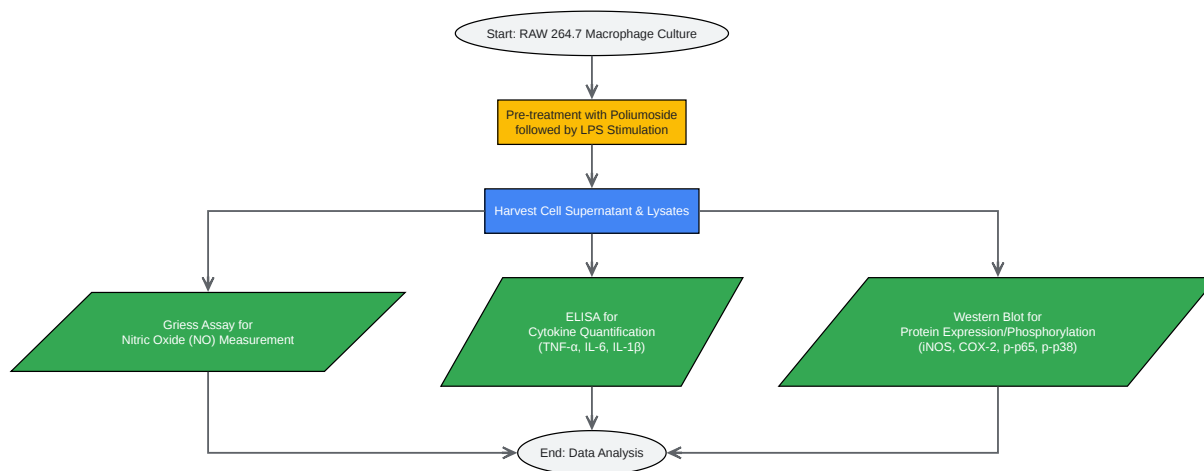 Start: RAW 264.7 Macrophage Culture
Pre-treatment with Poliumoside
followed by LPS Stimulation
Harvest Cell Supernatant & Lysates
Griess Assay for
Nitric Oxide (NO) Measurement
ELISA for
Cytokine Quantification
(TNF-α, IL-6, IL-1β)
Western Blot for
Protein Expression/Phosphorylation
(iNOS, COX-2, p-p65, p-p38)
End: Data Analysis